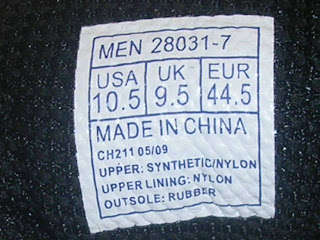 MEN 28031-7
USA UK EUR
10.5 9.5 44.5
MADE IN CHINA
CH211 05/09
UPPER: SYNTHETIC/NYLON
UPPER LINING: NYLON
OUTSOLE: RUBBER